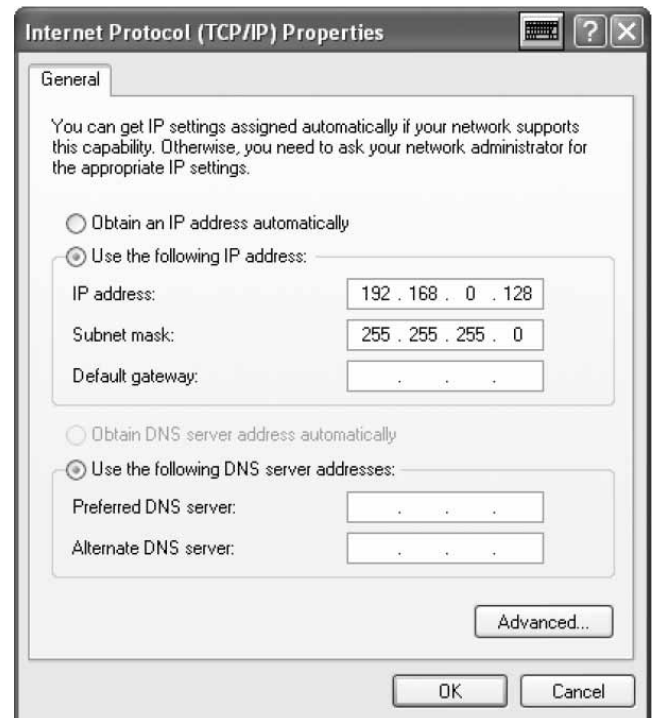 Internet Protocol (TCP/IP) Properties
General
You can get IP settings assigned automatically if your network supports
this capability. Otherwise, you need to ask your network administrator for
the appropriate IP settings.
Obtain an IP address automatically
Use the following IP address:
IP address: 192 . 168 . 0 . 128
Subnet mask: 255 . 255 . 255 . 0
Default gateway: . . .
Obtain DNS server address automatically
Use the following DNS server addresses:
Preferred DNS server: . . .
Alternate DNS server: . . .
Advanced...
OK Cancel